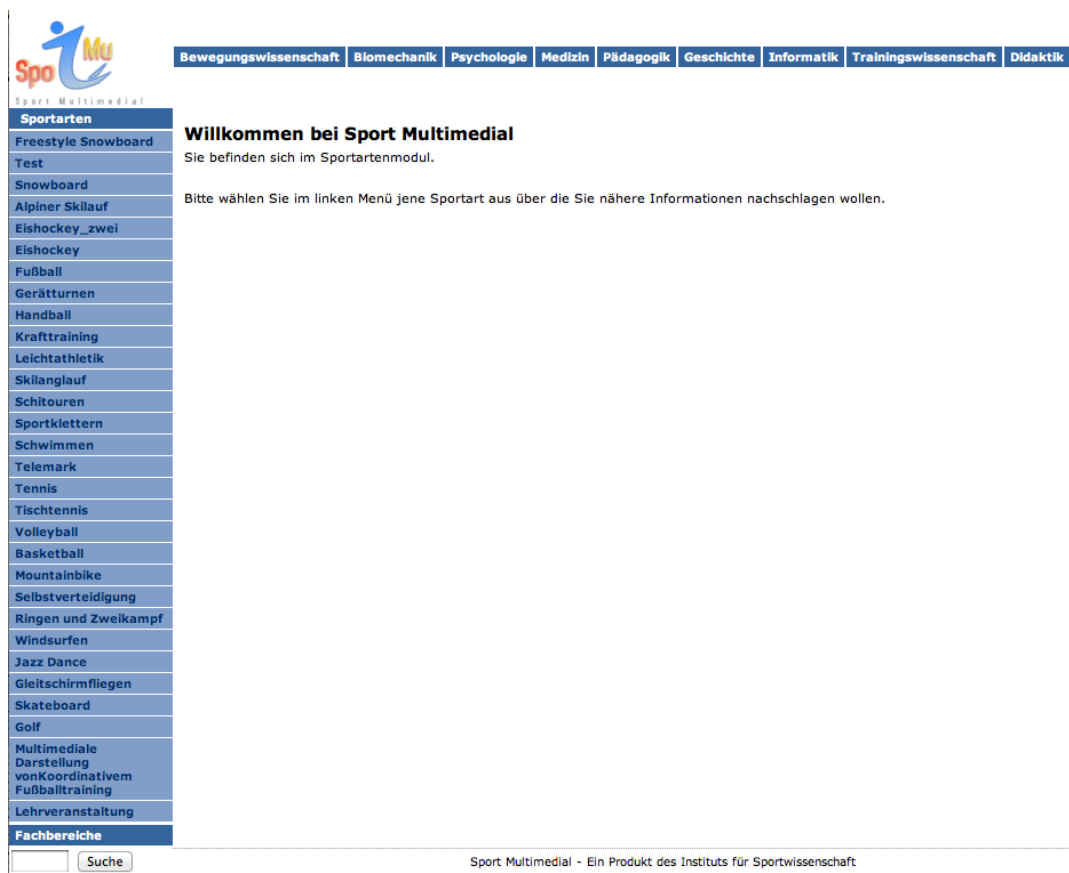 Spo i Mu
Sport Multimedial
Bewegungswissenschaft Biomechanik Psychologie Medizin Pädagogik Geschichte Informatik Trainingswissenschaft Didaktik
Sportarten
Freestyle Snowboard
Test
Snowboard
Alpiner Skilauf
Eishockey_zwei
Eishockey
Fußball
Gerätturnen
Handball
Krafttraining
Leichtathletik
Skilanglauf
Schitouren
Sportklettern
Schwimmen
Telemark
Tennis
Tischtennis
Volleyball
Basketball
Mountainbike
Selbstverteidigung
Ringen und Zweikampf
Windsurfen
Jazz Dance
Gleitschirmfliegen
Skateboard
Golf
Multimediale
Darstellung
vonKoordinativem
Fußballtraining
Lehrveranstaltung
Fachbereiche
Suche
Willkommen bei Sport Multimedial
Sie befinden sich im Sportartenmodul.
Bitte wählen Sie im linken Menü jene Sportart aus über die Sie nähere Informationen nachschlagen wollen.
Sport Multimedial - Ein Produkt des Instituts für Sportwissenschaft